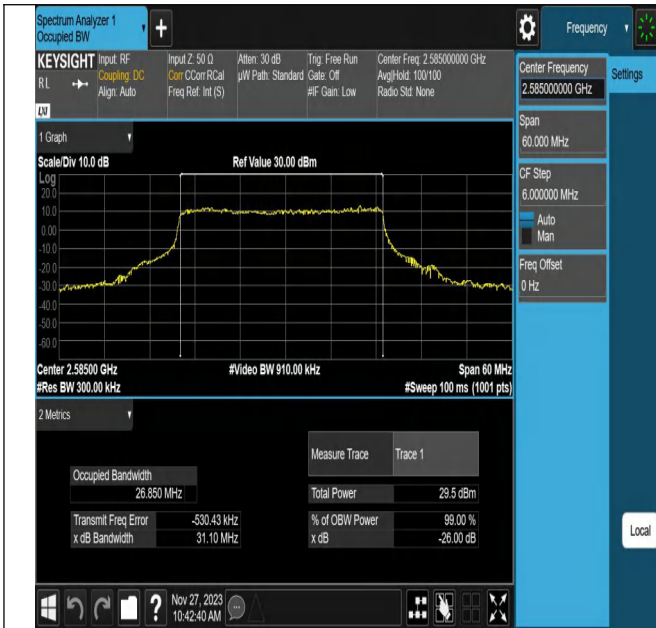 Spectrum Analyzer 1
Occupied BW
+
Frequency
KEYSIGHT
RL
LXI
Input: RF
Coupling: DC
Align: Auto
Input Z: 50 Ω
Corr CCorr RCal
Freq Ref: Int (S)
Atten: 30 dB
µW Path: Standard
Trig: Free Run
Gate: Off
#IF Gain: Low
Center Freq: 2.585000000 GHz
Avg|Hold: 100/100
Radio Std: None
Center Frequency
2.585000000 GHz
Settings
Span
60.000 MHz
CF Step
6.000000 MHz
Auto
Man
Freq Offset
0 Hz
Local
1 Graph
Scale/Div 10.0 dB
Ref Value 30.00 dBm
Log
20.0
10.0
0.00
-10.0
-20.0
-30.0
-40.0
-50.0
-60.0
Center 2.58500 GHz
#Video BW 910.00 kHz
Span 60 MHz
#Res BW 300.00 kHz
#Sweep 100 ms (1001 pts)
2 Metrics
Measure Trace
Trace 1
Occupied Bandwidth
26.850 MHz
Total Power
29.5 dBm
Transmit Freq Error
-530.43 kHz
% of OBW Power
99.00 %
x dB Bandwidth
31.10 MHz
x dB
-26.00 dB
?
Nov 27, 2023
10:42:40 AM